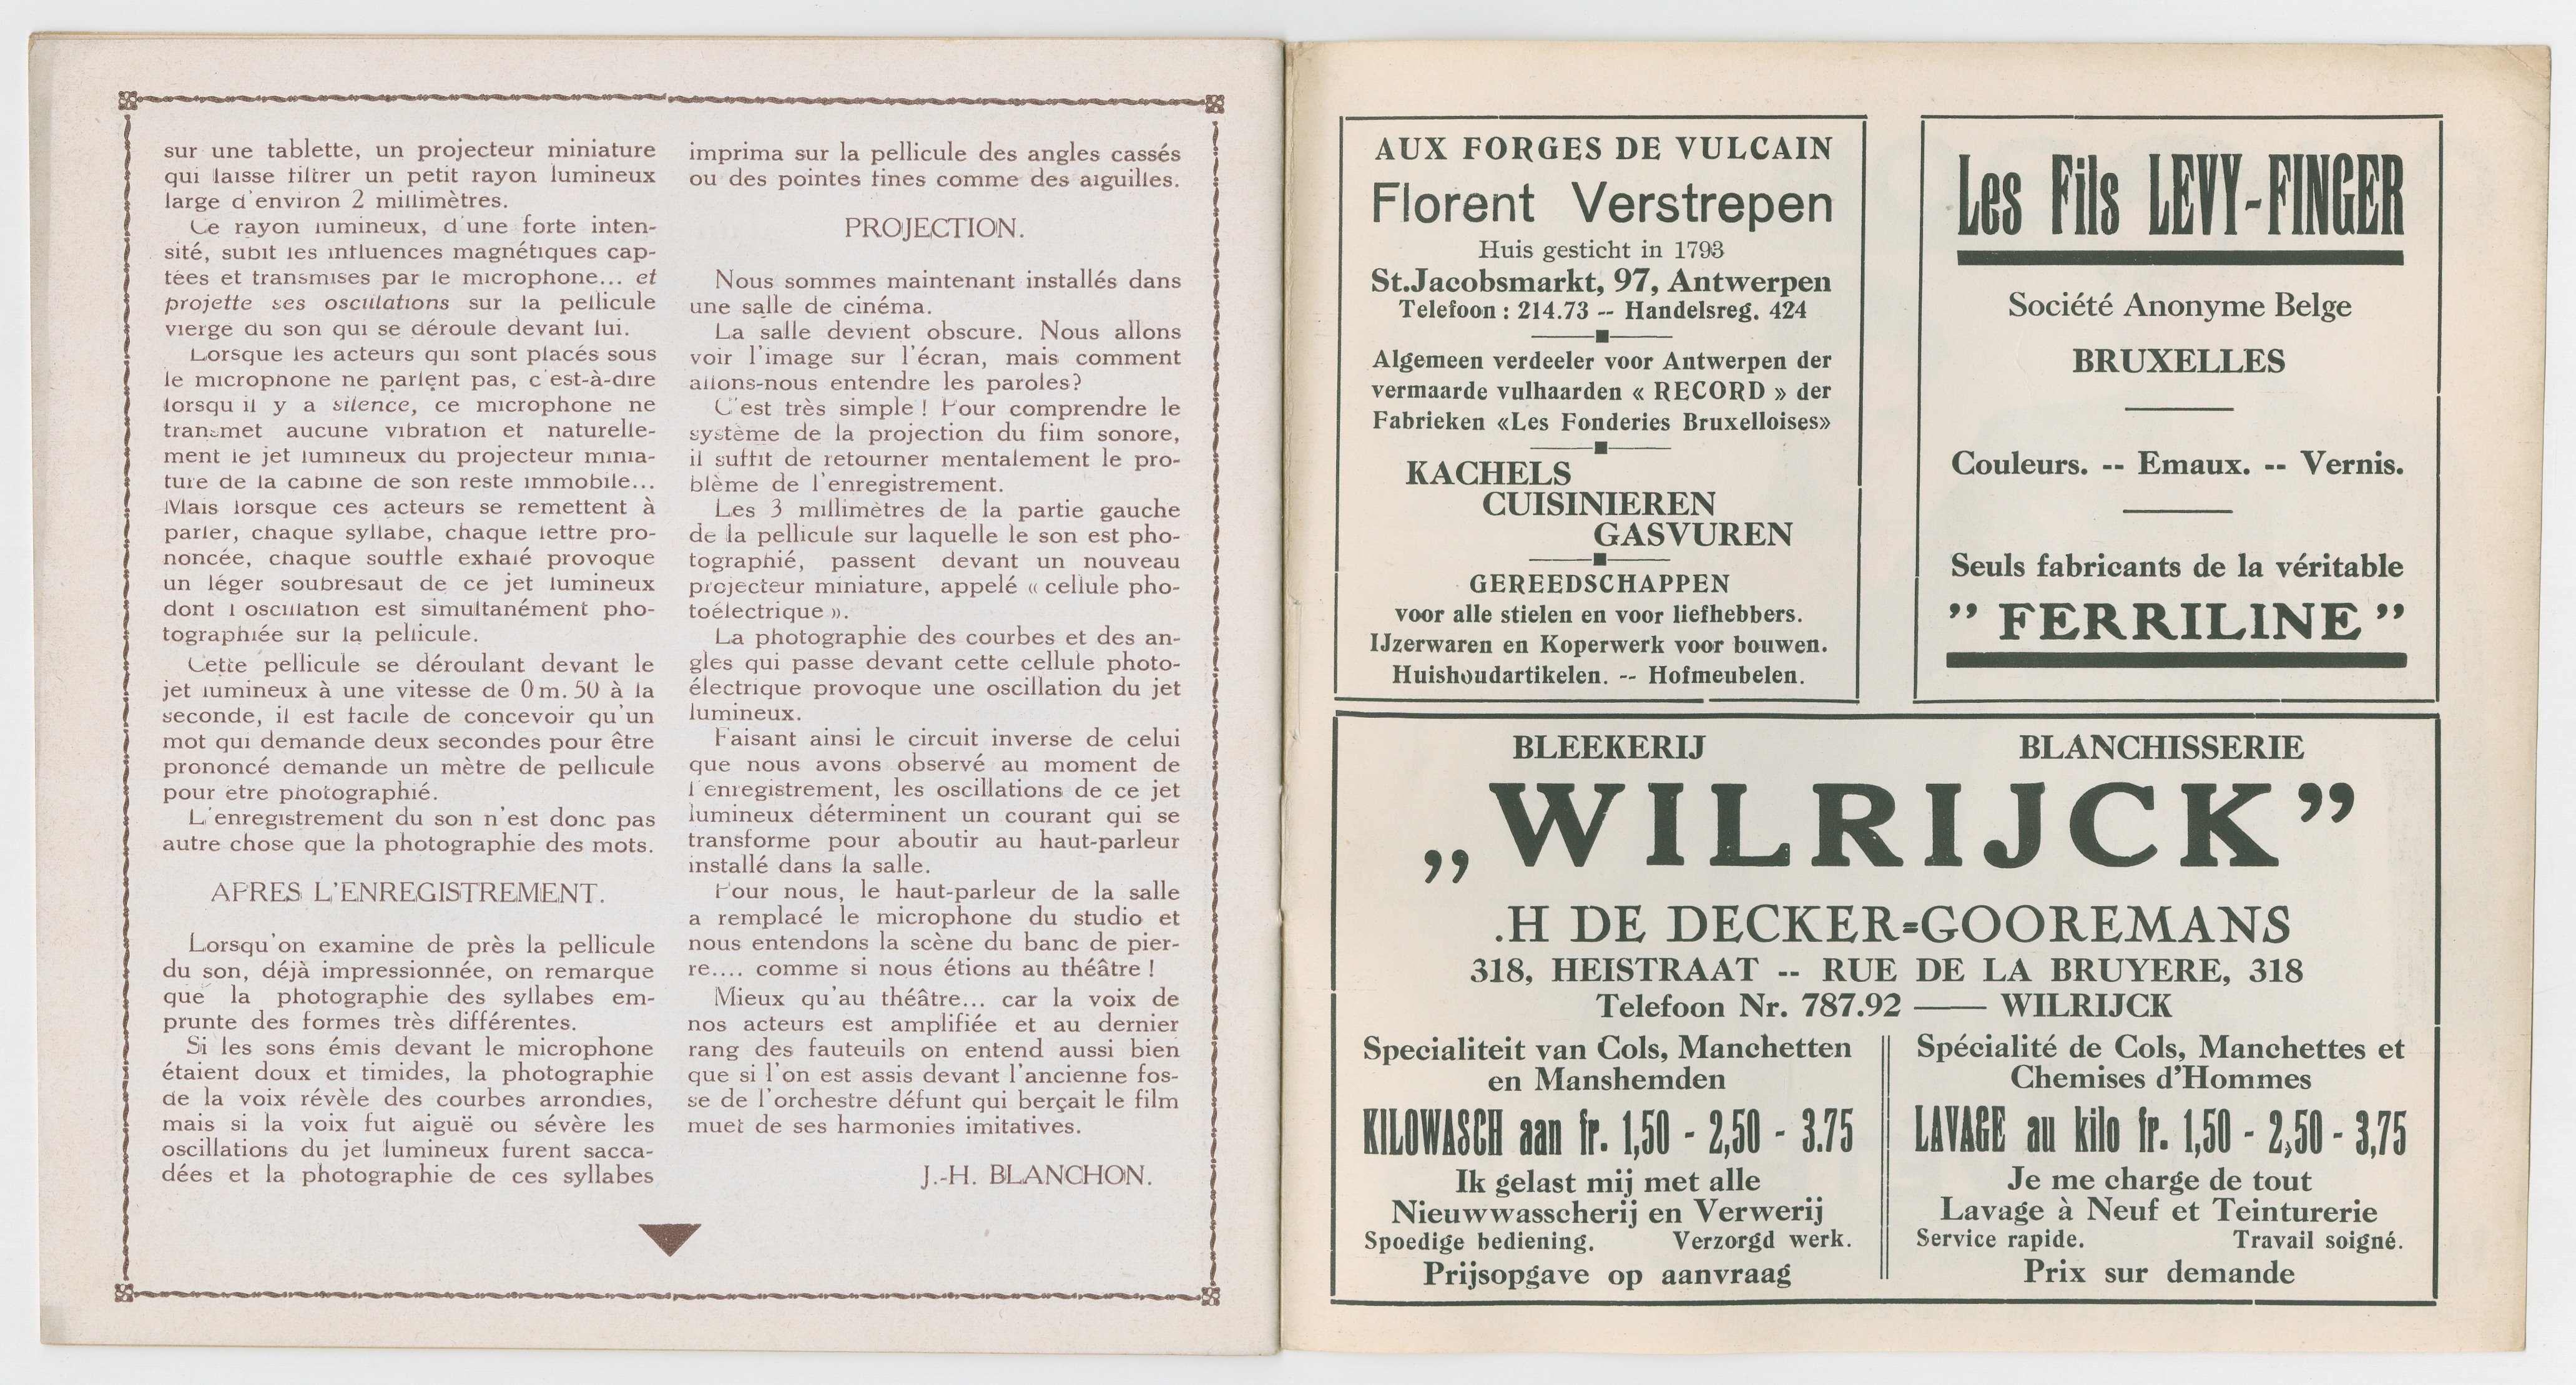 sur une tablette, un projecteur miniature
qui laisse filtrer un petit rayon lumineux
large d'environ 2 millimètres.
Ce rayon lumineux, d'une forte inten-
sité, subit les influences magnétiques cap-
tées et transmises par le microphone... et
projette ses oscillations sur la pellicule
vierge du son qui se déroule devant lui.
Lorsque les acteurs qui sont placés sous
le microphone ne parlent pas, c'est-à-dire
lorsqu'il y a silence, ce microphone ne
transmet aucune vibration et naturelle-
ment le jet lumineux du projecteur minia-
ture de la cabine de son reste immobile...
Mais lorsque ces acteurs se remettent à
parler, chaque syllabe, chaque lettre pro-
noncée, chaque souffle exhalé provoque
un léger soubresaut de ce jet lumineux
dont l'oscillation est simultanément pho-
tographiée sur la pellicule.
Cette pellicule se déroulant devant le
jet lumineux à une vitesse de 0 m. 50 à la
seconde, il est facile de concevoir qu'un
mot qui demande deux secondes pour être
prononcé demande un mètre de pellicule
pour etre photographié.
L'enregistrement du son n'est donc pas
autre chose que la photographie des mots.
APRES L'ENREGISTREMENT.
Lorsqu'on examine de près la pellicule
du son, déjà impressionnée, on remarque
que la photographie des syllabes em-
prunte des formes très différentes.
Si les sons émis devant le microphone
étaient doux et timides, la photographie
de la voix révèle des courbes arrondies,
mais si la voix fut aiguë ou sévère les
oscillations du jet lumineux furent sacca-
dées et la photographie de ces syllabes
imprima sur la pellicule des angles cassés
ou des pointes fines comme des aiguilles.
PROJECTION.
Nous sommes maintenant installés dans
une salle de cinéma.
La salle devient obscure. Nous allons
voir l'image sur l'écran, mais comment
allons-nous entendre les paroles?
C'est très simple ! Pour comprendre le
système de la projection du film sonore,
il suffit de retourner mentalement le pro-
blème de l'enregistrement.
Les 3 millimètres de la partie gauche
de la pellicule sur laquelle le son est pho-
tographié, passent devant un nouveau
projecteur miniature, appelé « cellule pho-
toélectrique ».
La photographie des courbes et des an-
gles qui passe devant cette cellule photo-
électrique provoque une oscillation du jet
lumineux.
Faisant ainsi le circuit inverse de celui
que nous avons observé au moment de
l'enregistrement, les oscillations de ce jet
lumineux déterminent un courant qui se
transforme pour aboutir au haut-parleur
installé dans la salle.
Pour nous, le haut-parleur de la salle
a remplacé le microphone du studio et
nous entendons la scène du banc de pier-
re.... comme si nous étions au théâtre !
Mieux qu'au théâtre... car la voix de
nos acteurs est amplifiée et au dernier
rang des fauteuils on entend aussi bien
que si l'on est assis devant l'ancienne fos-
se de l'orchestre défunt qui berçait le film
muet de ses harmonies imitatives.
J.-H. BLANCHON.
AUX FORGES DE VULCAIN
Florent Verstrepen
Huis gesticht in 1793
St.Jacobsmarkt, 97, Antwerpen
Telefoon : 214.73 -- Handelsreg. 424
Algemeen verdeeler voor Antwerpen der
vermaarde vulhaarden « RECORD » der
Fabrieken «Les Fonderies Bruxelloises»
KACHELS
CUISINIEREN
GASVUREN
GEREEDSCHAPPEN
voor alle stielen en voor liefhebbers.
IJzerwaren en Koperwerk voor bouwen.
Huishoudartikelen. -- Hofmeubelen.
Les Fils LEVY-FINGER
Société Anonyme Belge
BRUXELLES
Couleurs. -- Emaux. -- Vernis.
Seuls fabricants de la véritable
" FERRILINE "
BLEEKERIJ BLANCHISSERIE
„WILRIJCK”
.H DE DECKER=GOOREMANS
318, HEISTRAAT -- RUE DE LA BRUYERE, 318
Telefoon Nr. 787.92 —— WILRIJCK
Specialiteit van Cols, Manchetten
en Manshemden
KILOWASCH aan fr. 1,50 - 2,50 - 3.75
Ik gelast mij met alle
Nieuwwasscherij en Verwerij
Spoedige bediening. Verzorgd werk.
Prijsopgave op aanvraag
Spécialité de Cols, Manchettes et
Chemises d'Hommes
LAVAGE au kilo fr. 1,50 - 2,50 - 3,75
Je me charge de tout
Lavage à Neuf et Teinturerie
Service rapide. Travail soigné.
Prix sur demande